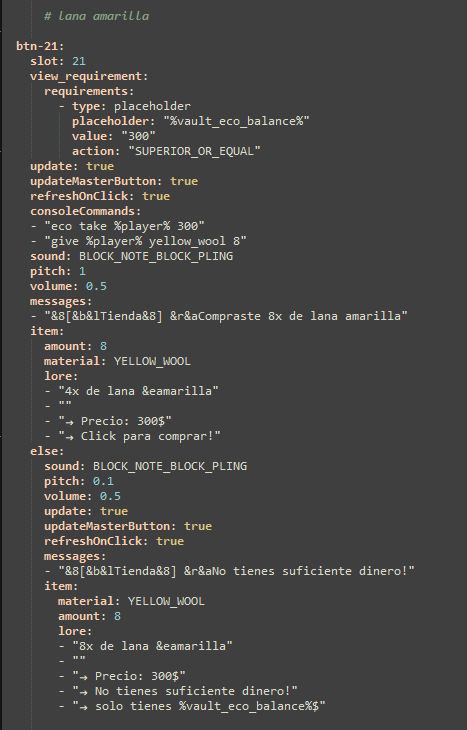 # lana amarilla
btn-21:
slot: 21
view_requirement:
requirements:
- type: placeholder
placeholder: "%vault_eco_balance%"
value: "300"
action: "SUPERIOR_OR_EQUAL"
update: true
updateMasterButton: true
refreshOnClick: true
consoleCommands:
- "eco take %player% 300"
- "give %player% yellow_wool 8"
sound: BLOCK_NOTE_BLOCK_PLING
pitch: 1
volume: 0.5
messages:
- "&8[&b&lTienda&8] &r&aCompraste 8x de lana amarilla"
item:
amount: 8
material: YELLOW_WOOL
lore:
- "4x de lana &eamarilla"
- ""
- "→ Precio: 300$"
- "→ Click para comprar!"
else:
sound: BLOCK_NOTE_BLOCK_PLING
pitch: 0.1
volume: 0.5
update: true
updateMasterButton: true
refreshOnClick: true
messages:
- "&8[&b&lTienda&8] &r&aNo tienes suficiente dinero!"
item:
material: YELLOW_WOOL
amount: 8
lore:
- "8x de lana &eamarilla"
- ""
- "→ Precio: 300$"
- "→ No tienes suficiente dinero!"
- "→ solo tienes %vault_eco_balance%$"